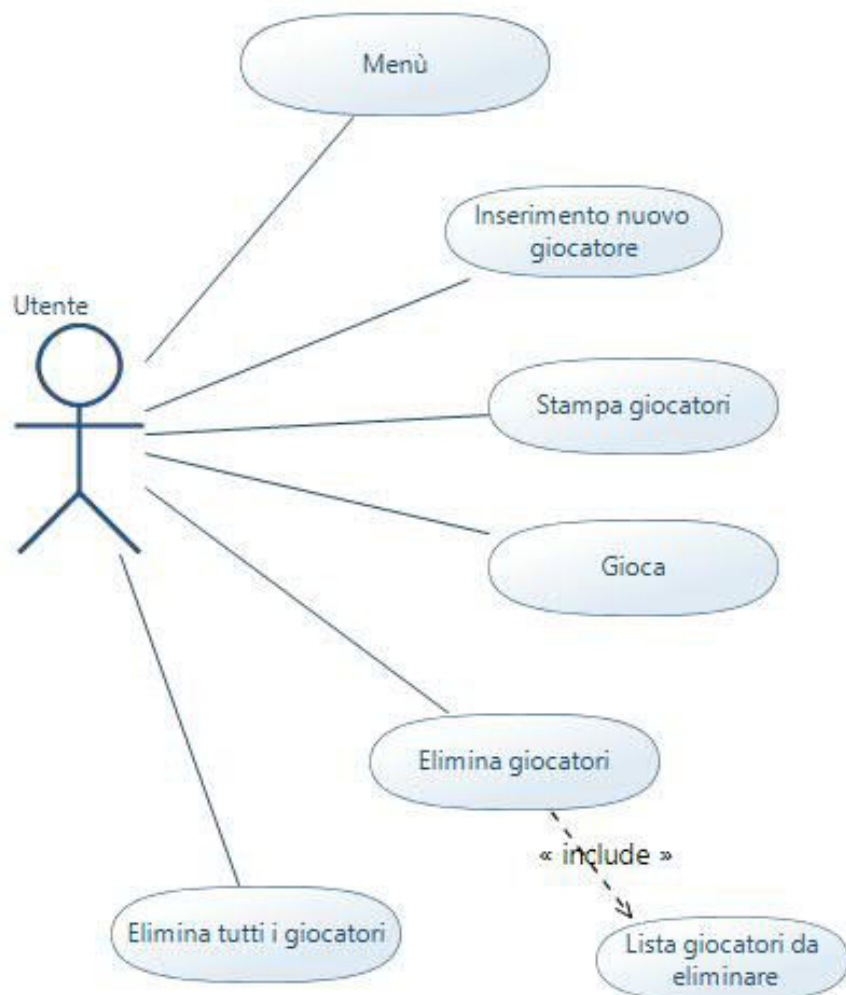 Menù
Inserimento nuovo
giocatore
Utente
Stampa giocatori
Gioca
Elimina giocatori
« include »
Elimina tutti i giocatori
Lista giocatori da
eliminare